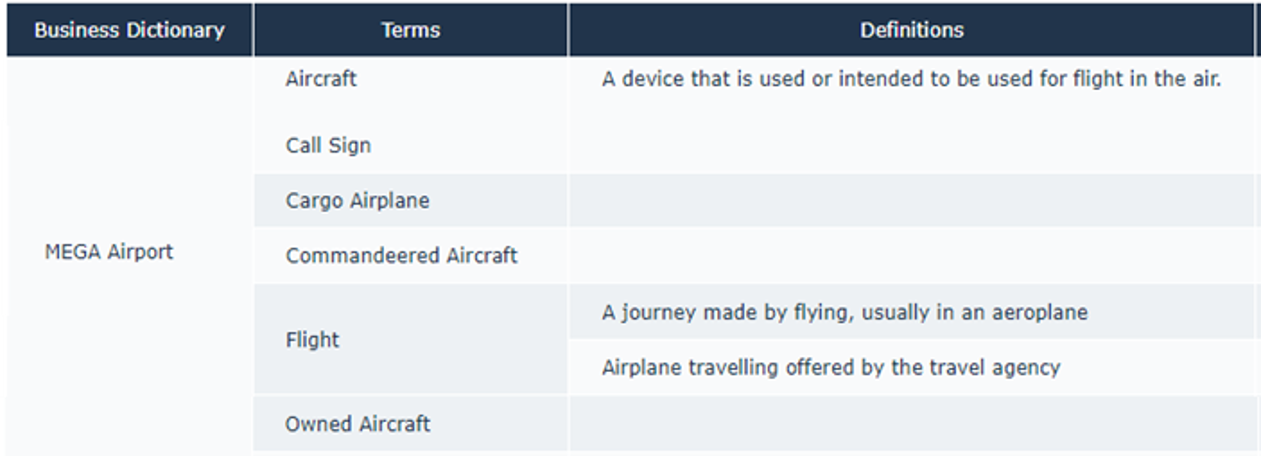 Business Dictionary Terms Definitions
Aircraft A device that is used or intended to be used for flight in the air.
Call Sign
Cargo Airplane
MEGA Airport
Commandeered Aircraft
A journey made by flying, usually in an aeroplane
Flight
Airplane travelling offered by the travel agency
Owned Aircraft